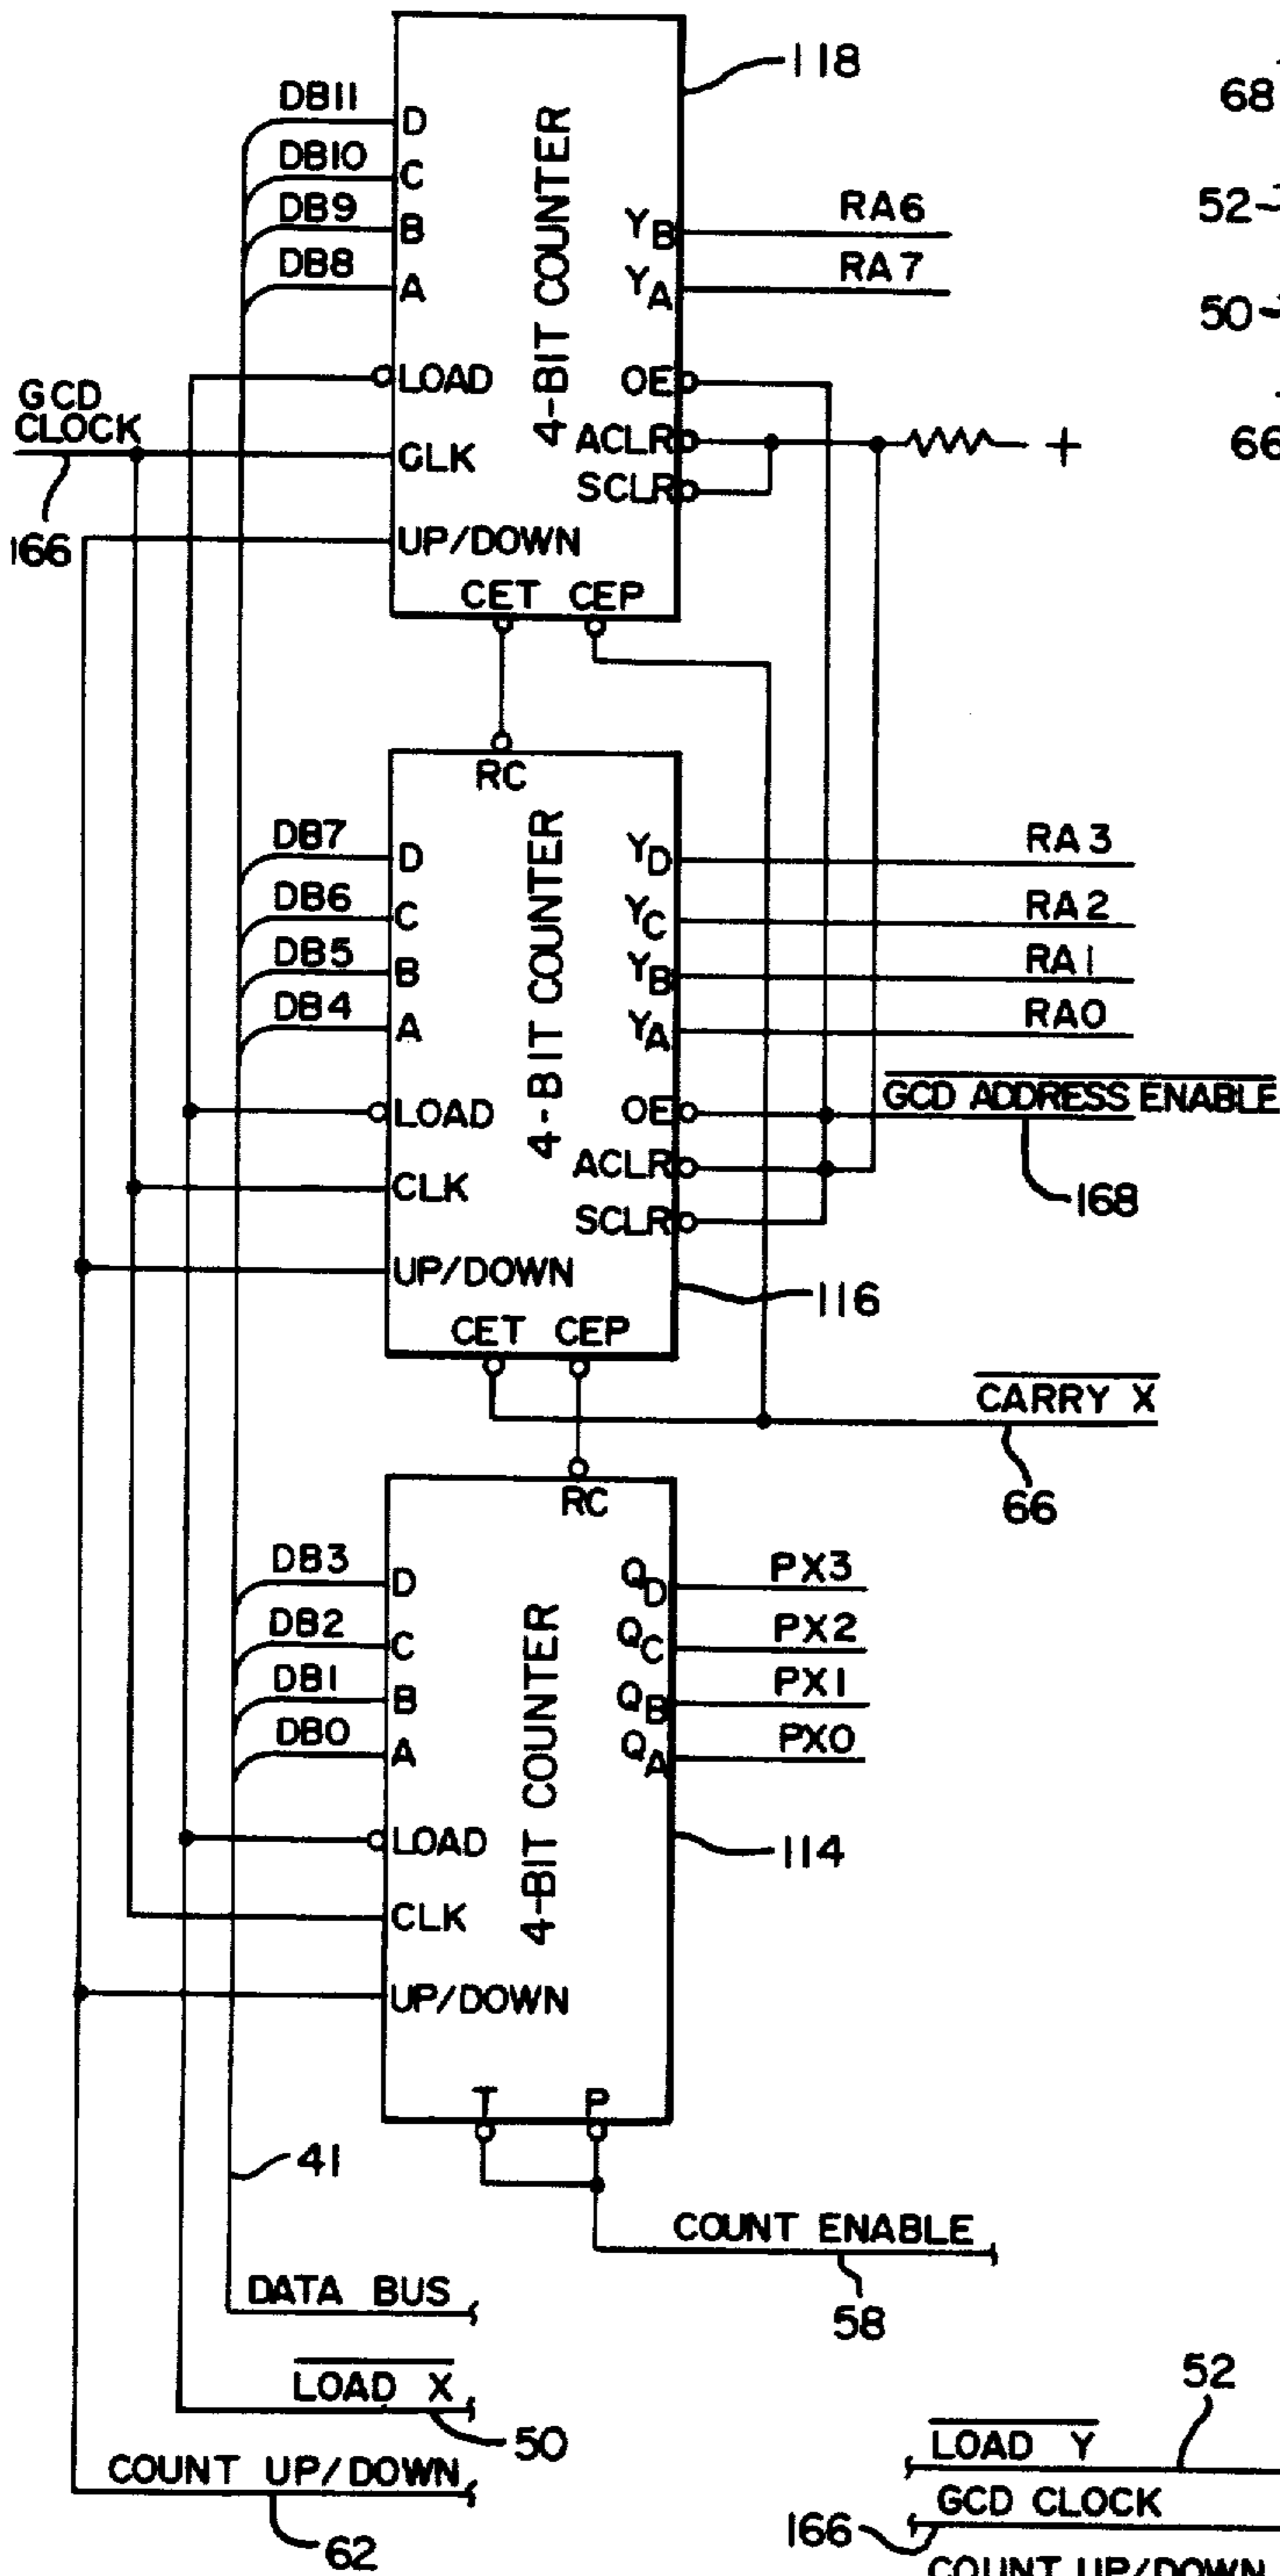 118
68
DB11
D
DB10
C
DB9
B
DB8
A
4-BIT COUNTER
YB
RA6
YA
RA7
52
50
LOAD
OE
GCD
CLOCK
CLK
ACLR
+
66
SCLR
166
UP/DOWN
CET CEP
RC
DB7
D
DB6
C
DB5
B
DB4
A
4-BIT COUNTER
YD
RA3
YC
RA2
YB
RA1
YA
RA0
LOAD
OE
GCD ADDRESS ENABLE
ACLR
168
CLK
SCLR
UP/DOWN
116
CET CEP
CARRY X
66
RC
DB3
D
DB2
C
DB1
B
DB0
A
4-BIT COUNTER
QD
PX3
QC
PX2
QB
PX1
QA
PX0
LOAD
114
CLK
UP/DOWN
T P
41
COUNT ENABLE
58
DATA BUS
LOAD X
50
COUNT UP/DOWN
62
52
LOAD Y
GCD CLOCK
166
COUNT UP/DOWN